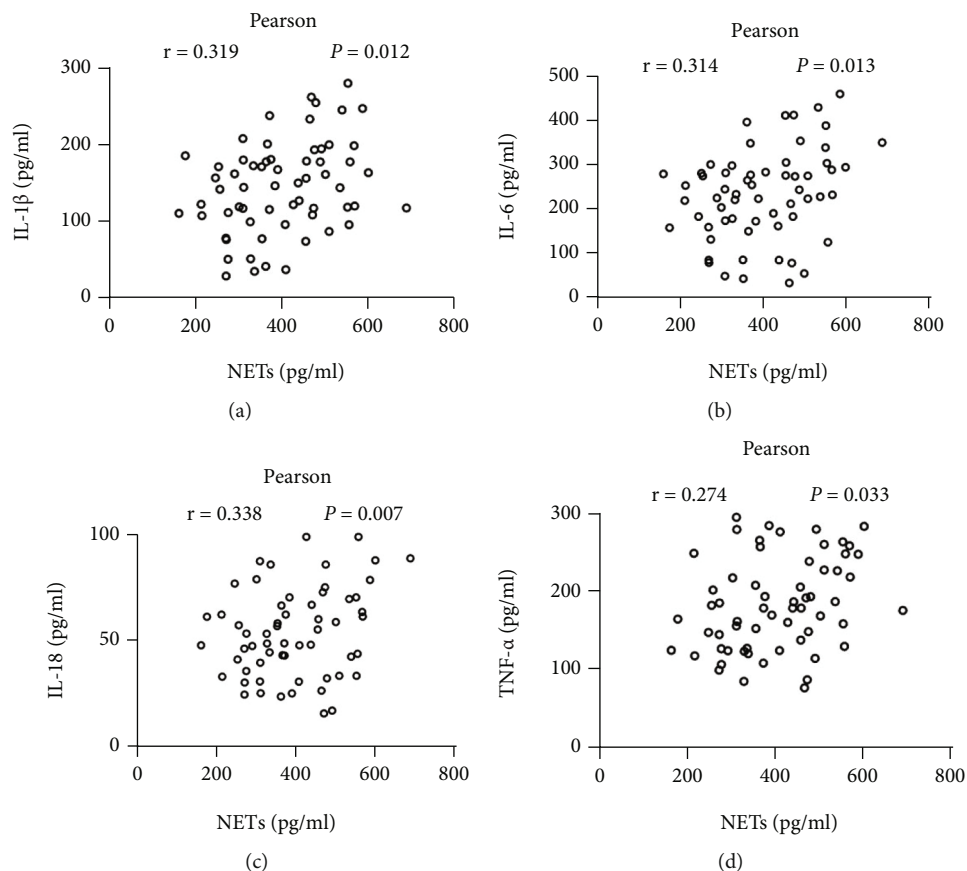 Pearson
r = 0.319 P = 0.012
300
200
100
0
IL-1β (pg/ml)
0 200 400 600 800
NETs (pg/ml)
(a)
Pearson
r = 0.314 P = 0.013
500
400
300
200
100
0
IL-6 (pg/ml)
0 200 400 600 800
NETs (pg/ml)
(b)
Pearson
r = 0.338 P = 0.007
100
50
0
IL-18 (pg/ml)
0 200 400 600 800
NETs (pg/ml)
(c)
Pearson
r = 0.274 P = 0.033
300
200
100
0
TNF-α (pg/ml)
0 200 400 600 800
NETs (pg/ml)
(d)